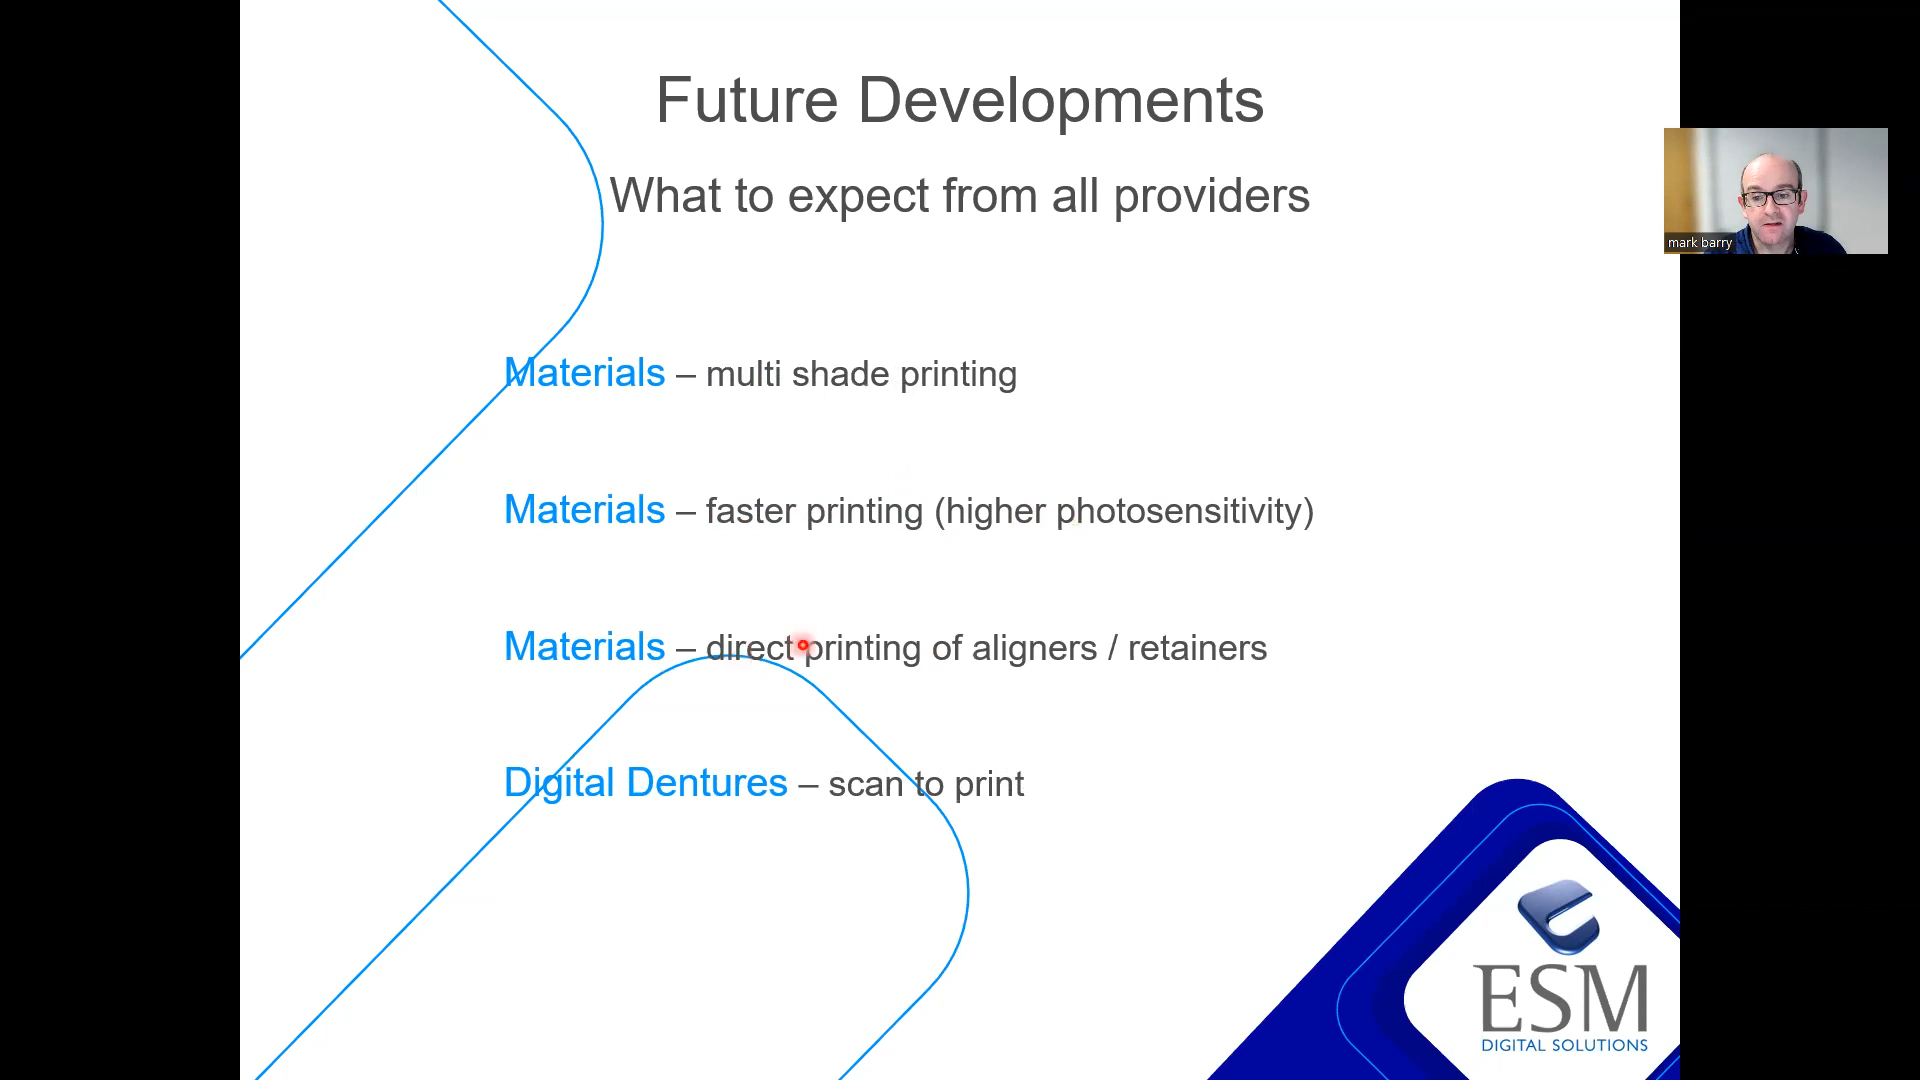 Future Developments
What to expect from all providers
mark barry
Materials – multi shade printing
Materials – faster printing (higher photosensitivity)
Materials – direct printing of aligners / retainers
Digital Dentures – scan to print
ESM
DIGITAL SOLUTIONS